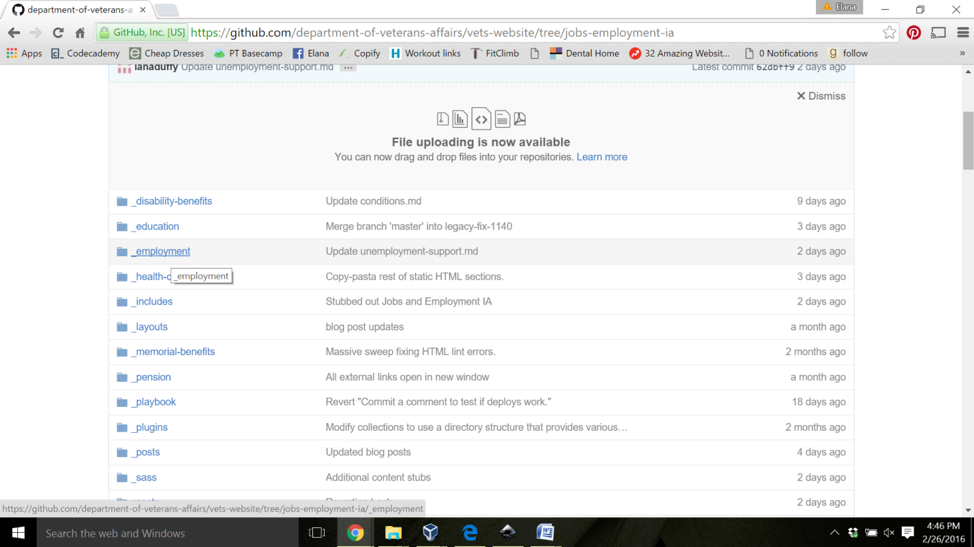 department-of-veterans-a
Elana
GitHub, Inc. [US] https://github.com/department-of-veterans-affairs/vets-website/tree/jobs-employment-ia
Apps Codecademy Cheap Dresses PT Basecamp Elana Copify Workout links FitClimb Dental Home 32 Amazing Websit... 0 Notifications follow
lanaduffy Update unemployment-support.md ... Latest commit 62dbff9 2 days ago
Dismiss
File uploading is now available
You can now drag and drop files into your repositories. Learn more
_disability-benefits Update conditions.md 9 days ago
_education Merge branch 'master' into legacy-fix-1140 3 days ago
_employment Update unemployment-support.md 2 days ago
_health-c _employment Copy-pasta rest of static HTML sections. 3 days ago
_includes Stubbed out Jobs and Employment IA 2 days ago
_layouts blog post updates a month ago
_memorial-benefits Massive sweep fixing HTML lint errors. 2 months ago
_pension All external links open in new window a month ago
_playbook Revert "Commit a comment to test if deploys work." 18 days ago
_plugins Modify collections to use a directory structure that provides various... 2 months ago
_posts Updated blog posts 4 days ago
_sass Additional content stubs 2 days ago
2 days ago
https://github.com/department-of-veterans-affairs/vets-website/tree/jobs-employment-ia/_employment
Search the web and Windows
4:46 PM
2/26/2016